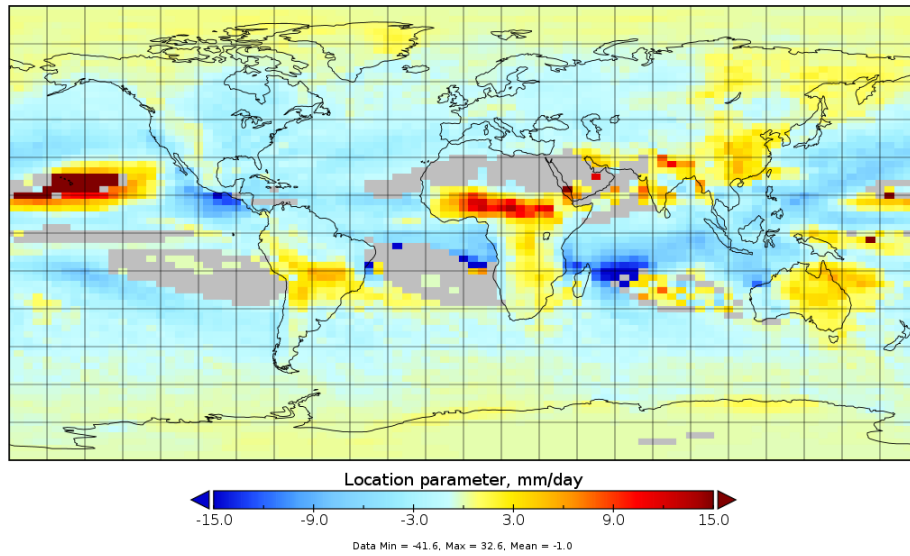 Location parameter, mm/day
-15.0 -9.0 -3.0 3.0 9.0 15.0
Data Min = -41.6, Max = 32.6, Mean = -1.0